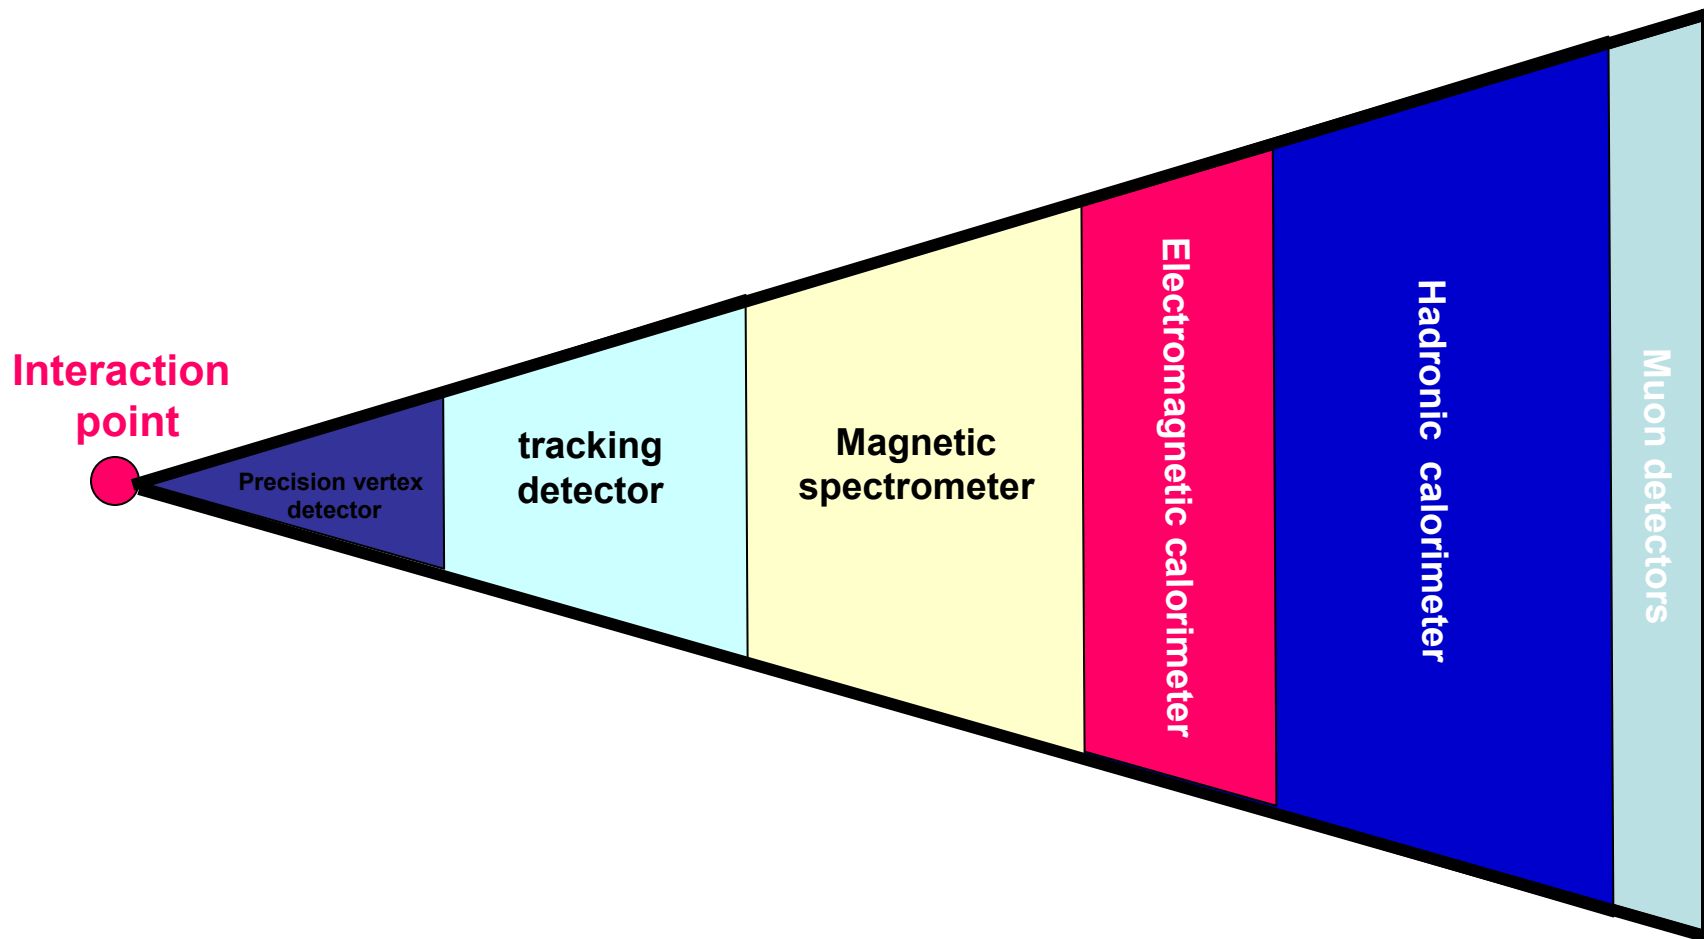 Interaction
point
Precision vertex
detector
tracking
detector
Magnetic
spectrometer
Electromagnetic calorimeter
Hadronic calorimeter
Muon detectors